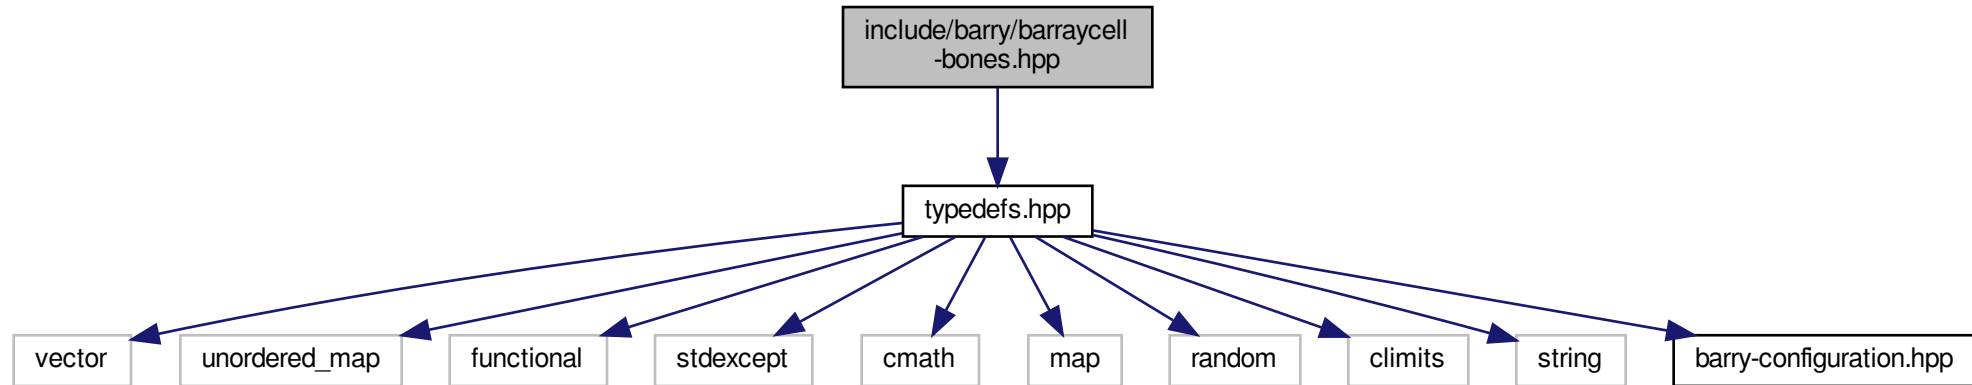 include/barry/barraycell
-bones.hpp
typedefs.hpp
vector
unordered_map
functional
stdexcept
cmath
map
random
climits
string
barry-configuration.hpp